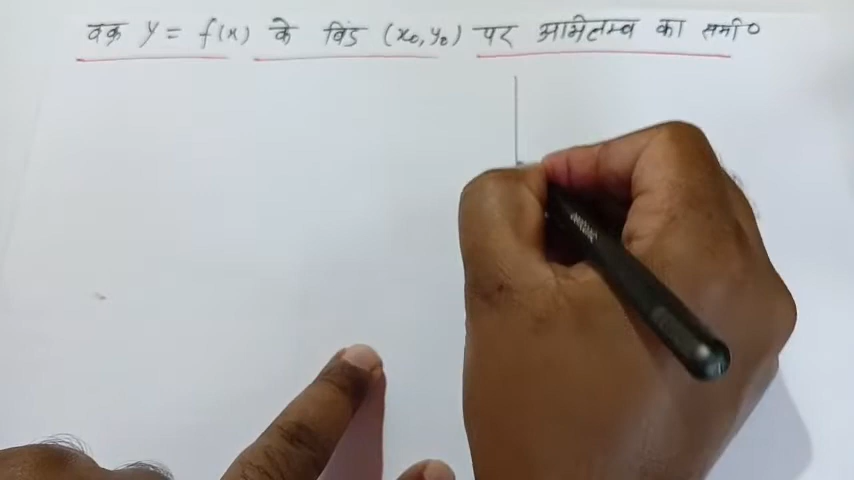 वक्र y = f(x) के बिंदु (x₀, y₀) पर अभिलम्ब का समी०